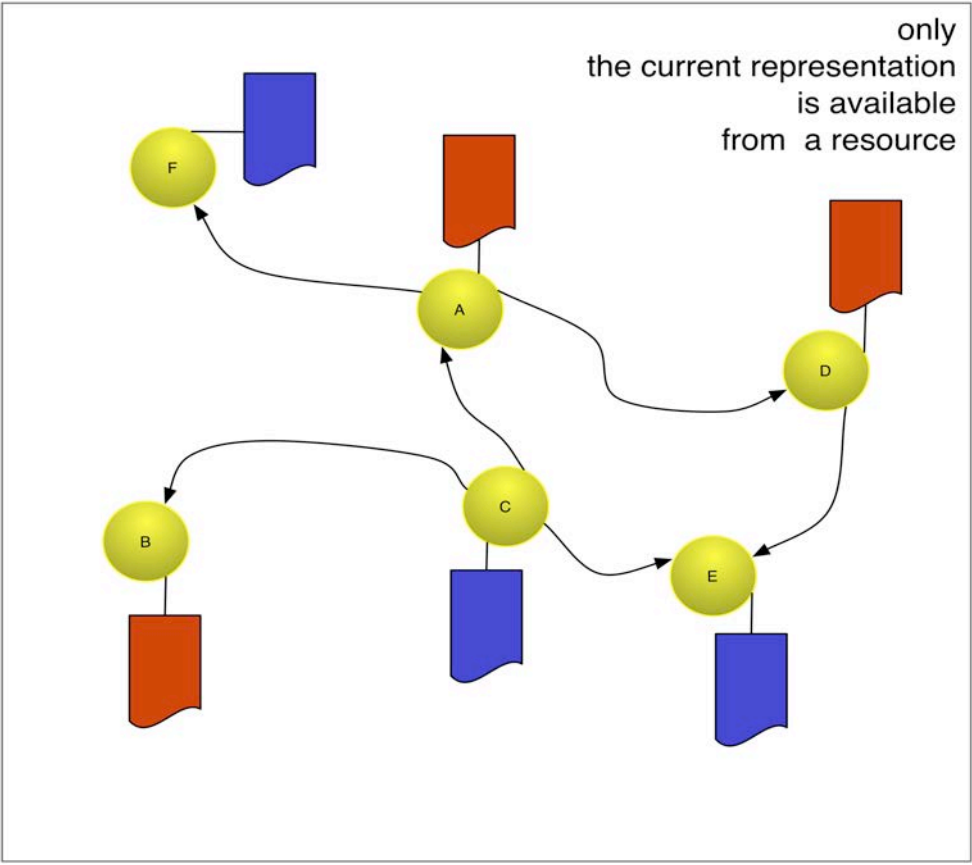 only
the current representation
is available
from a resource
F
A
D
C
B
E